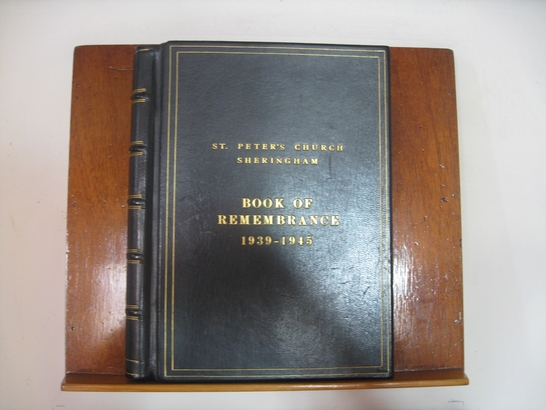 ST. PETER'S CHURCH
SHERINGHAM
BOOK OF
REMEMBRANCE
1939-1945